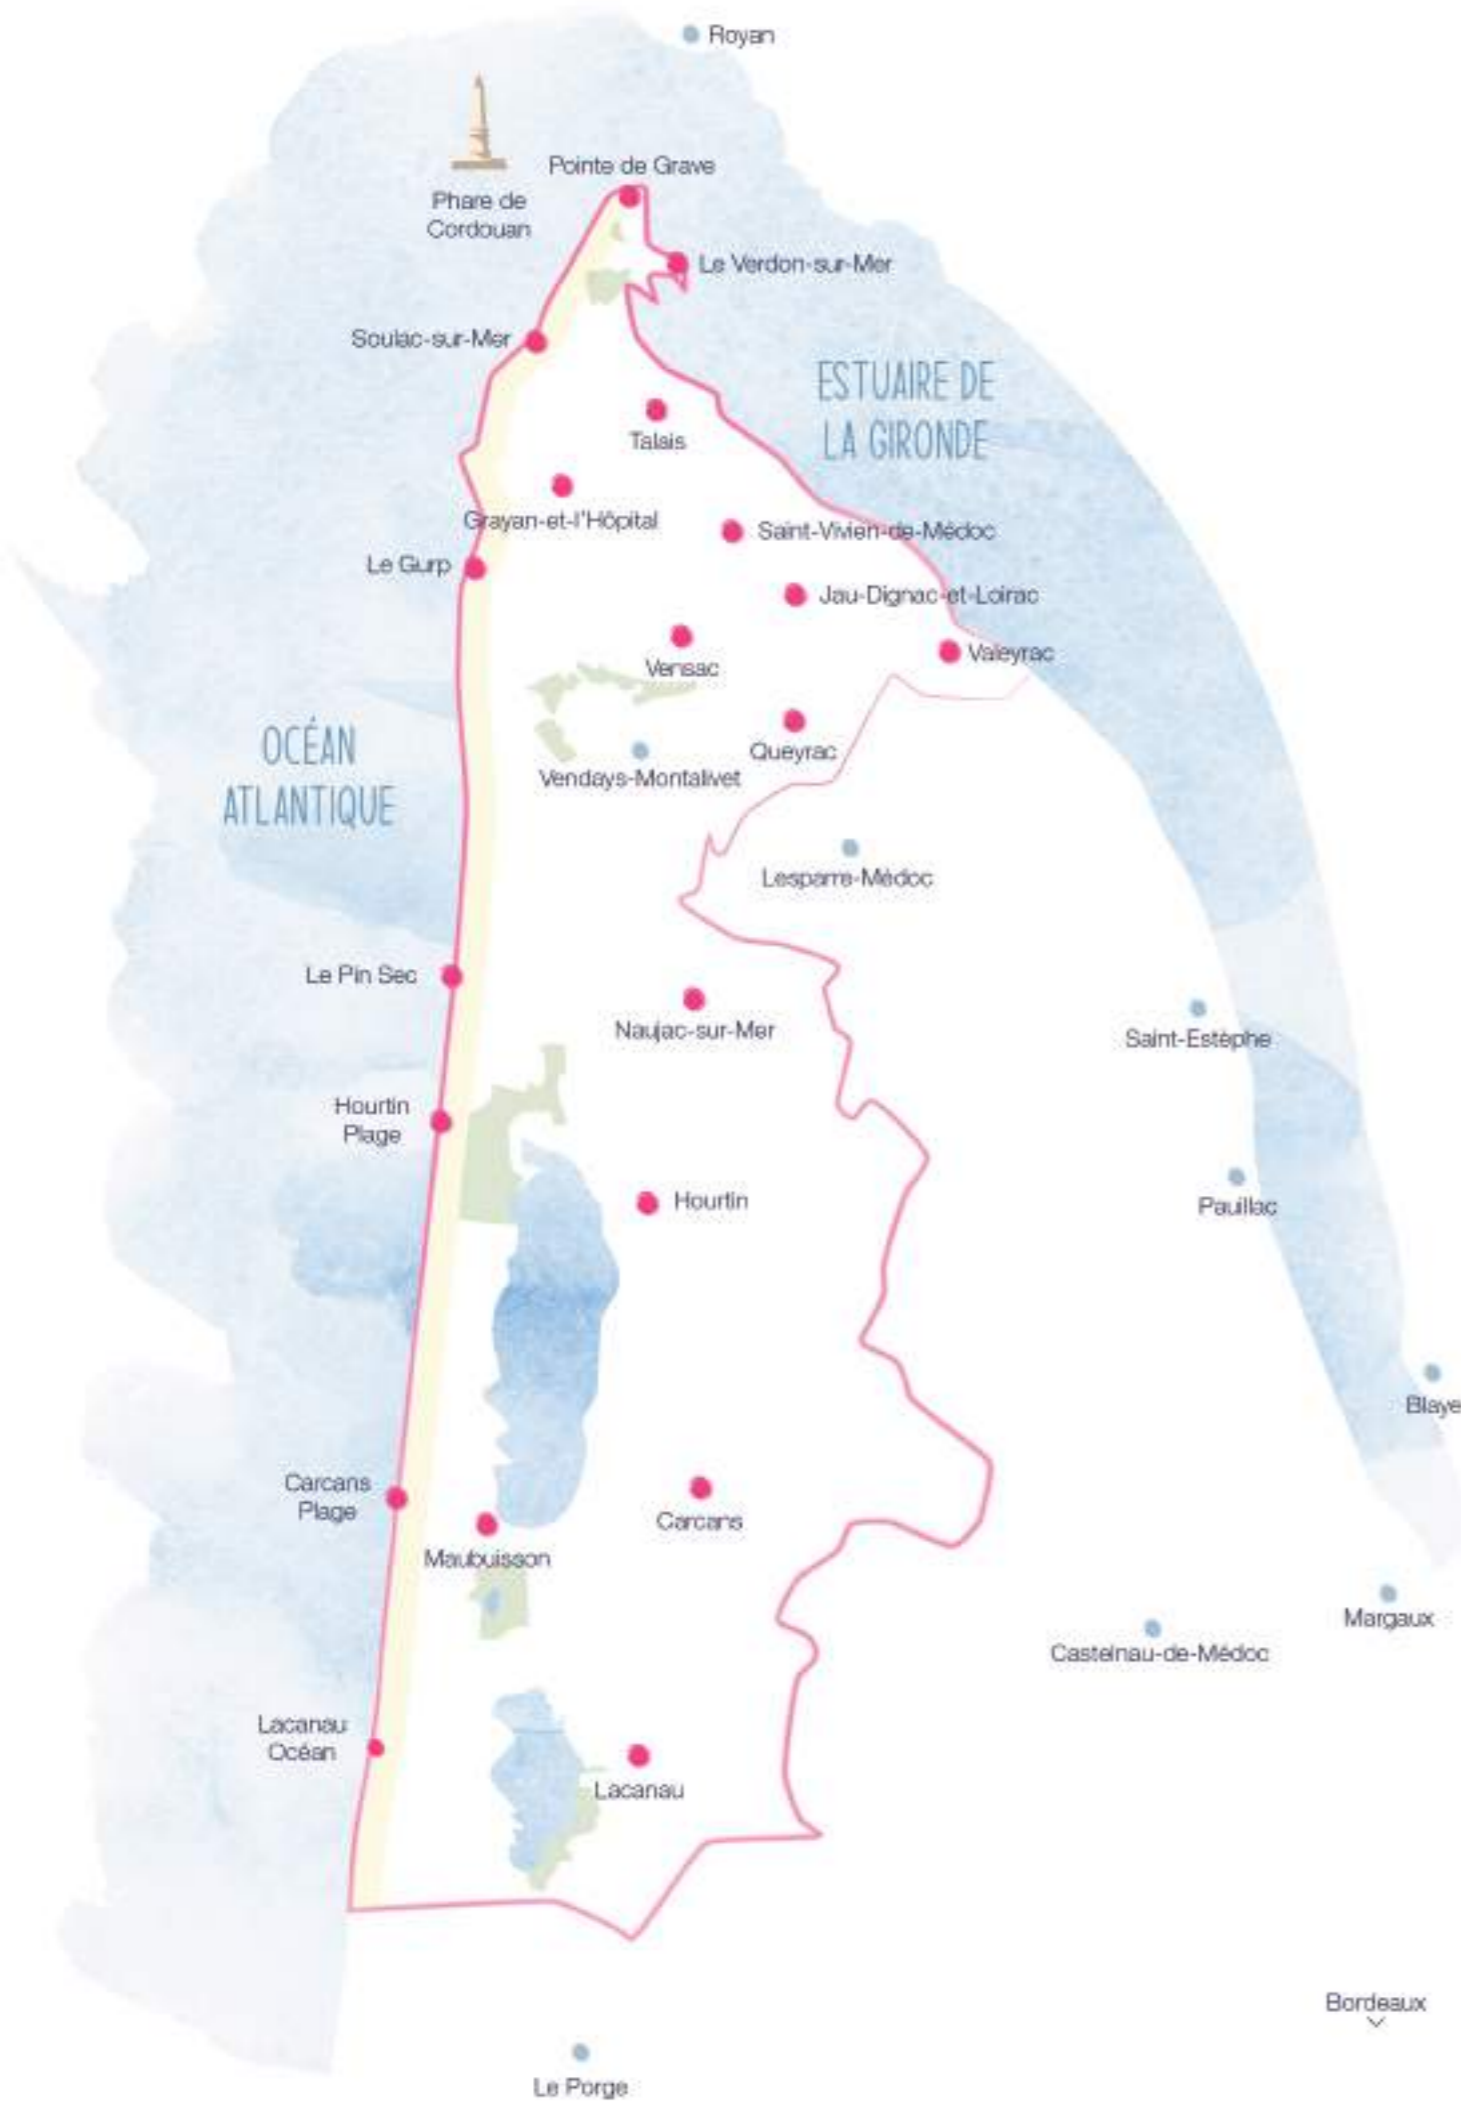 Royan
Pointe de Grave
Phare de
Cordouan
Le Verdon-sur-Mer
Soulac-sur-Mer
ESTUAIRE DE
LA GIRONDE
Talais
Grayan-et-l'Hôpital
Saint-Vivien-de-Médoc
Le Gurp
Jau-Dignac-et-Loirac
Vensac
Valeyrac
OCÉAN
ATLANTIQUE
Queyrac
Vendays-Montalivet
Lesparre-Médoc
Le Pin Sec
Naujac-sur-Mer
Saint-Estèphe
Hourtin
Plage
Hourtin
Pauillac
Blaye
Carcans
Plage
Carcans
Maubuisson
Margaux
Castelnau-de-Médoc
Lacanau
Océan
Lacanau
Bordeaux
Le Porge